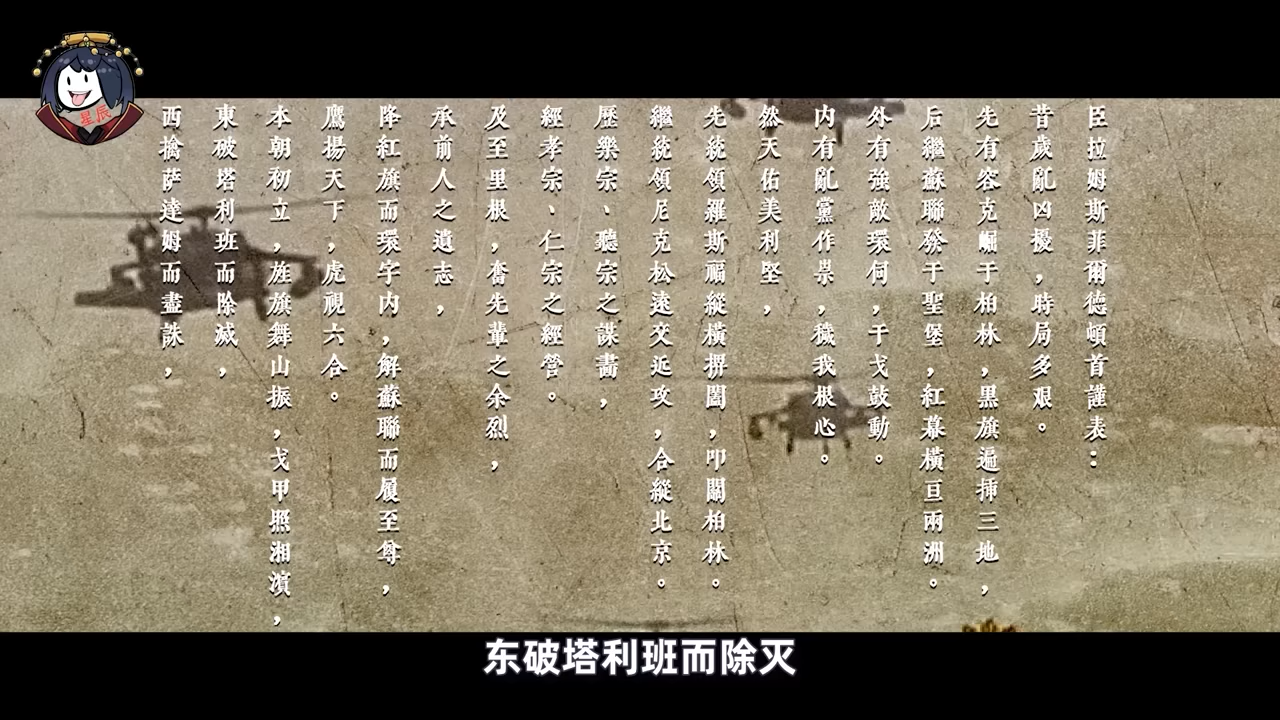 星辰
臣拉姆斯菲爾德頓首謹表：
昔歲亂凶擾，時局多艱。
先有容克崛于柏林，黑旗遍插三地，
后繼蘇聯發于聖堡，紅幕橫亘兩洲。
外有強敵環伺，干戈鼓動。
内有亂黨作祟，穢我根心。
然天佑美利堅，
先統領羅斯福縱橫捭闔，叩關柏林。
繼統領尼克松遠交近攻，合縱北京。
歷樂宗、聽宗之謀畵，
經孝宗、仁宗之經營。
及至里根，奮先輩之余烈，
承前人之遺志，
降紅旗而環宇内，解蘇聯而履至尊，
鷹揚天下，虎視六合。
本朝初立，旌旗舞山振，戈甲照湘濱，
東破塔利班而除滅，
西擒萨達姆而盡誅，
东破塔利班而除灭